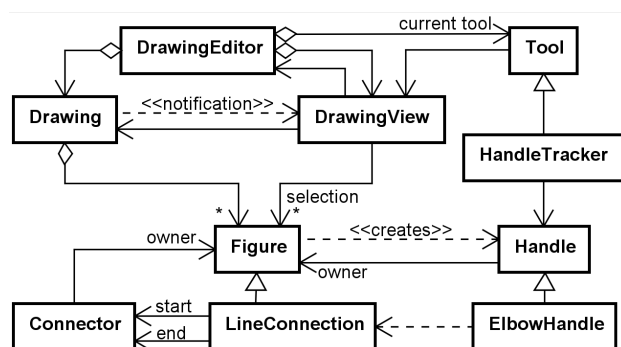 current tool
DrawingEditor
Tool
<<notification>>
Drawing
DrawingView
HandleTracker
selection
* *
owner
<<creates>>
Figure
Handle
owner
start
Connector
LineConnection
ElbowHandle
end